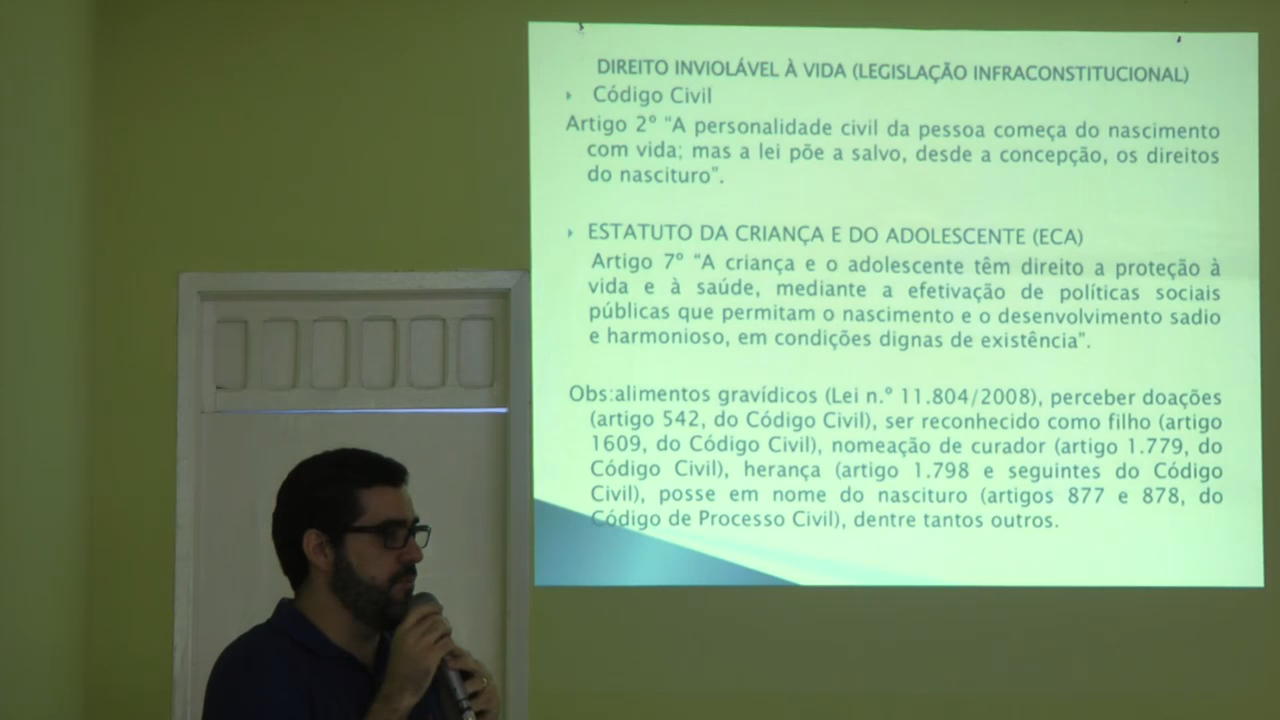 DIREITO INVIOLÁVEL À VIDA (LEGISLAÇÃO INFRACONSTITUCIONAL)
Código Civil
Artigo 2º “A personalidade civil da pessoa começa do nascimento
com vida; mas a lei põe a salvo, desde a concepção, os direitos
do nascituro”.
ESTATUTO DA CRIANÇA E DO ADOLESCENTE (ECA)
Artigo 7º “A criança e o adolescente têm direito a proteção à
vida e à saúde, mediante a efetivação de políticas sociais
públicas que permitam o nascimento e o desenvolvimento sadio
e harmonioso, em condições dignas de existência”.
Obs:alimentos gravídicos (Lei n.º 11.804/2008), perceber doações
(artigo 542, do Código Civil), ser reconhecido como filho (artigo
1609, do Código Civil), nomeação de curador (artigo 1.779, do
Código Civil), herança (artigo 1.798 e seguintes do Código
Civil), posse em nome do nascituro (artigos 877 e 878, do
Código de Processo Civil), dentre tantos outros.